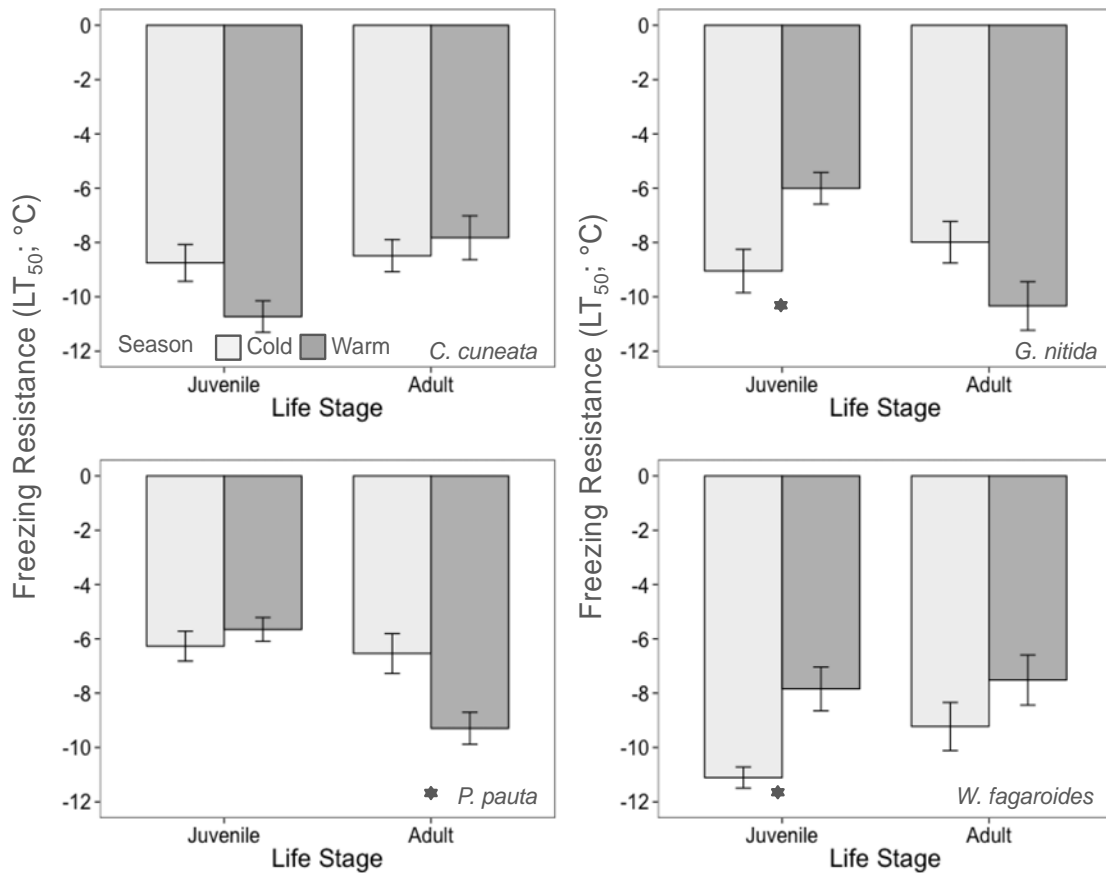 Freezing Resistance (LT50; °C)
0
-2
-4
-6
-8
-10
-12
Season Cold Warm
C. cuneata
Juvenile Adult
Life Stage
Freezing Resistance (LT50; °C)
0
-2
-4
-6
-8
-10
-12
G. nitida
Juvenile Adult
Life Stage
0
-2
-4
-6
-8
-10
-12
P. pauta
Juvenile Adult
Life Stage
0
-2
-4
-6
-8
-10
-12
W. fagaroides
Juvenile Adult
Life Stage